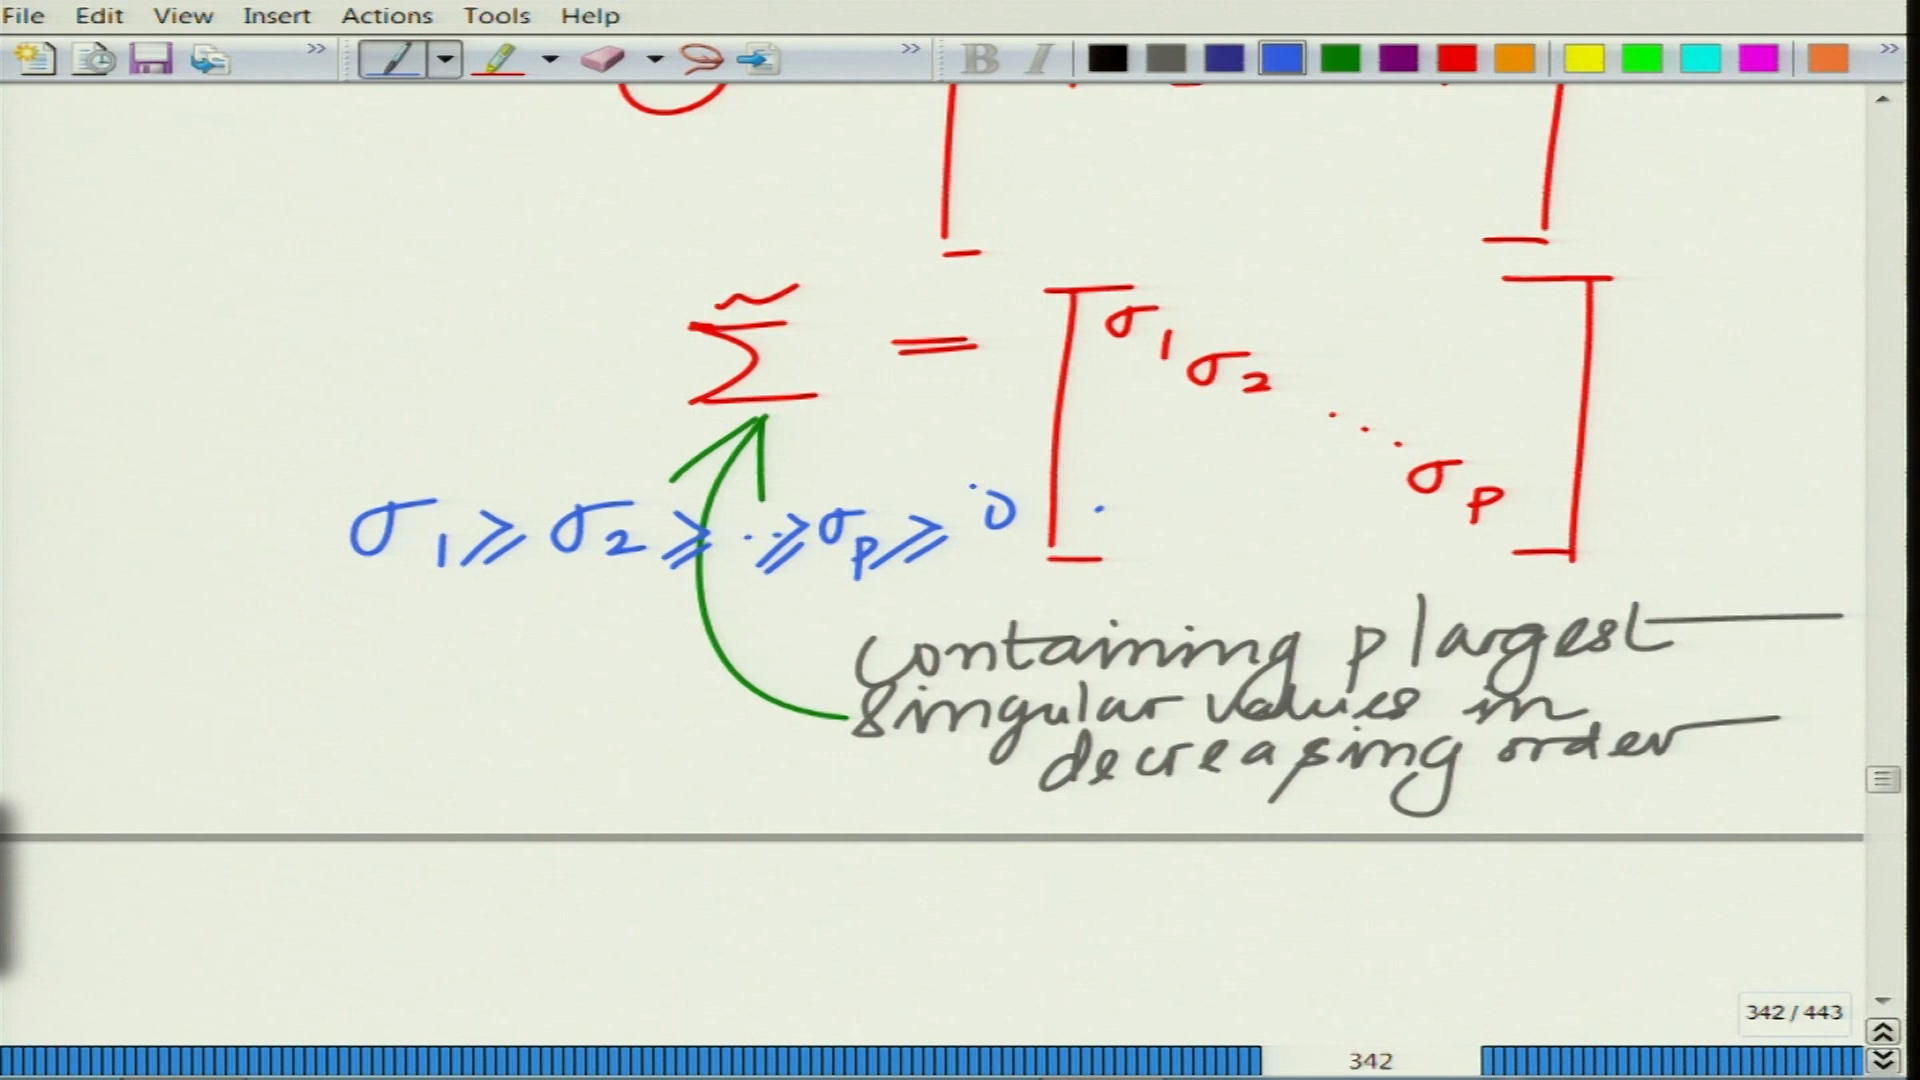 File Edit View Insert Actions Tools Help
B I
Σ̃ = [σ₁ σ₂ ... σₚ]
σ₁ ≥ σ₂ ≥ ... ≥ σₚ ≥ 0 .
containing p largest
singular values in
decreasing order
342 / 443
342